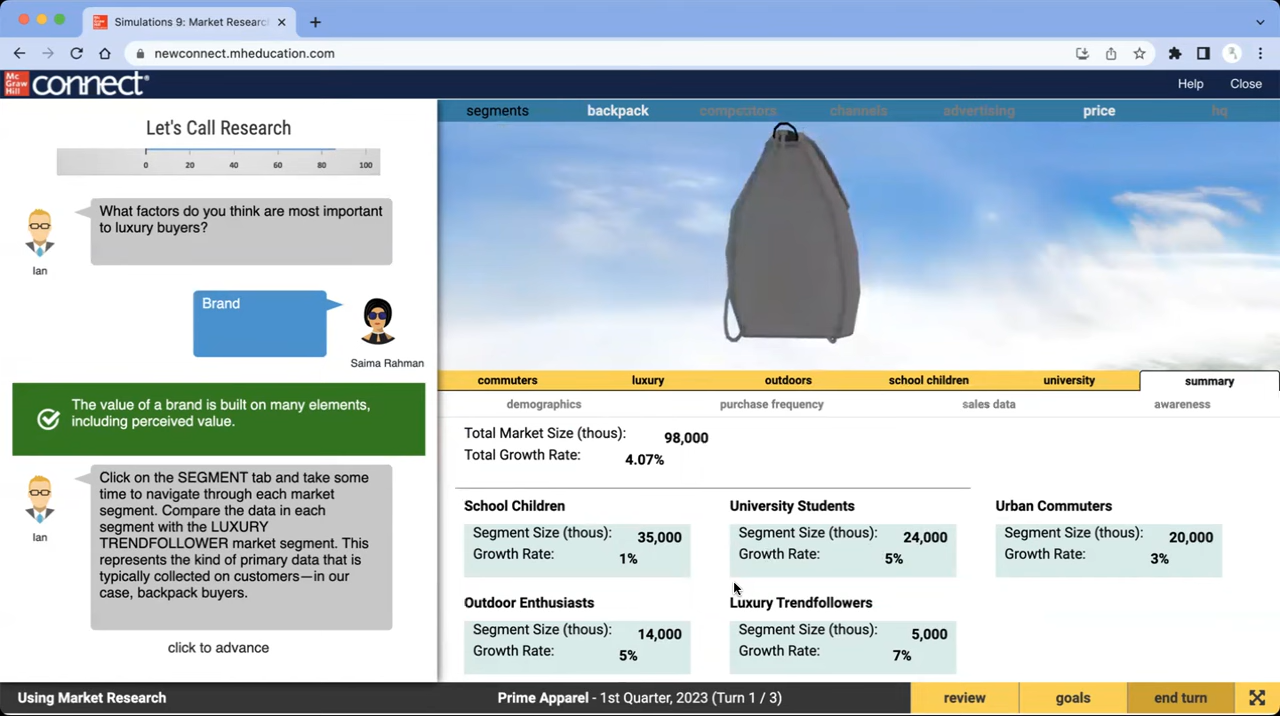 Simulations 9: Market Research
newconnect.mheducation.com
Mc Graw Hill connect®
Help Close
Let's Call Research
0 20 40 60 80 100
What factors do you think are most important
to luxury buyers?
Ian
Brand
Saima Rahman
The value of a brand is built on many elements,
including perceived value.
Click on the SEGMENT tab and take some
time to navigate through each market
segment. Compare the data in each
segment with the LUXURY
TRENDFOLLOWER market segment. This
represents the kind of primary data that is
typically collected on customers—in our
case, backpack buyers.
Ian
click to advance
segments backpack competitors channels advertising price hq
commuters luxury outdoors school children university summary
demographics purchase frequency sales data awareness
Total Market Size (thous): 98,000
Total Growth Rate: 4.07%
School Children
Segment Size (thous): 35,000
Growth Rate: 1%
University Students
Segment Size (thous): 24,000
Growth Rate: 5%
Urban Commuters
Segment Size (thous): 20,000
Growth Rate: 3%
Outdoor Enthusiasts
Segment Size (thous): 14,000
Growth Rate: 5%
Luxury Trendfollowers
Segment Size (thous): 5,000
Growth Rate: 7%
Using Market Research
Prime Apparel - 1st Quarter, 2023 (Turn 1 / 3)
review goals end turn